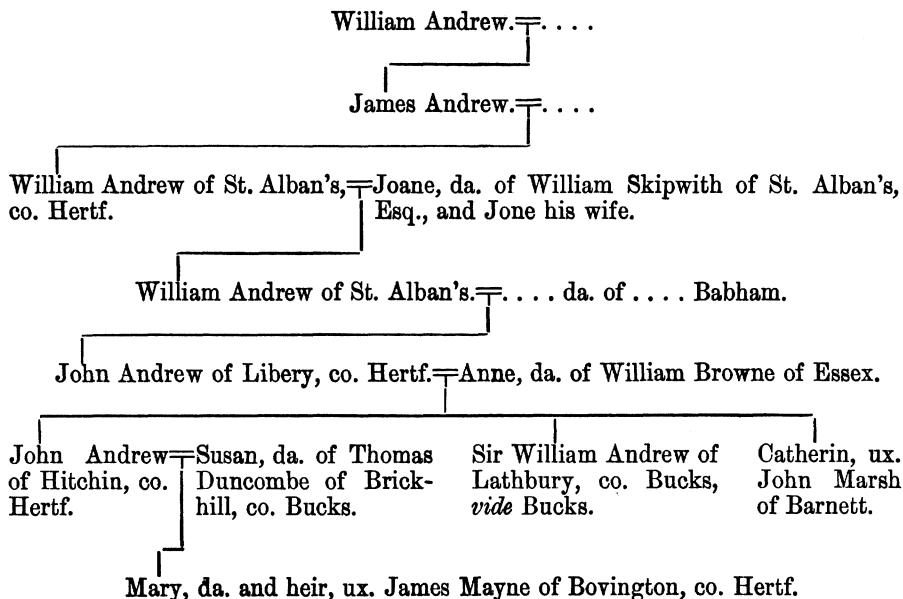 William Andrew.=. . . .
James Andrew.=. . . .
William Andrew of St. Alban's,=Joane, da. of William Skipwith of St. Alban's,
co. Hertf. Esq., and Jone his wife.
William Andrew of St. Alban's.=. . . . da. of . . . . Babham.
John Andrew of Libery, co. Hertf.=Anne, da. of William Browne of Essex.
John Andrew=Susan, da. of Thomas
of Hitchin, co. Duncombe of Brick-
Hertf. hill, co. Bucks.
Sir William Andrew of
Lathbury, co. Bucks,
vide Bucks.
Catherin, ux.
John Marsh
of Barnett.
Mary, da. and heir, ux. James Mayne of Bovington, co. Hertf.